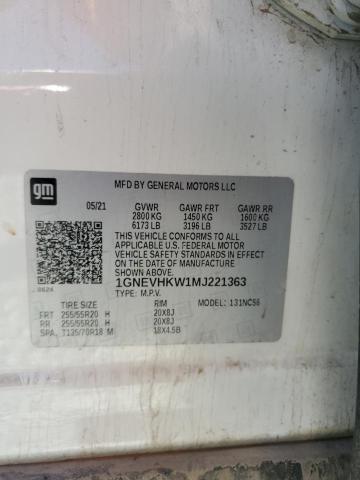 gm
MFD BY GENERAL MOTORS LLC
05/21 GVWR GAWR FRT GAWR RR
2800 KG 1450 KG 1600 KG
6173 LB 3196 LB 3527 LB
THIS VEHICLE CONFORMS TO ALL APPLICABLE
U.S. FEDERAL MOTOR VEHICLE SAFETY
STANDARDS IN EFFECT ON THE
DATE OF MANUFACTURE SHOWN ABOVE.
1GNEVHKW1MJ221363
TYPE: M.P.V. MODEL: 131NC56
TIRE SIZE RIM
FRT 255/55R20 H 20X8J
RR 255/55R20 H 20X8J
SPA. T135/70R18 M 18X4.5B